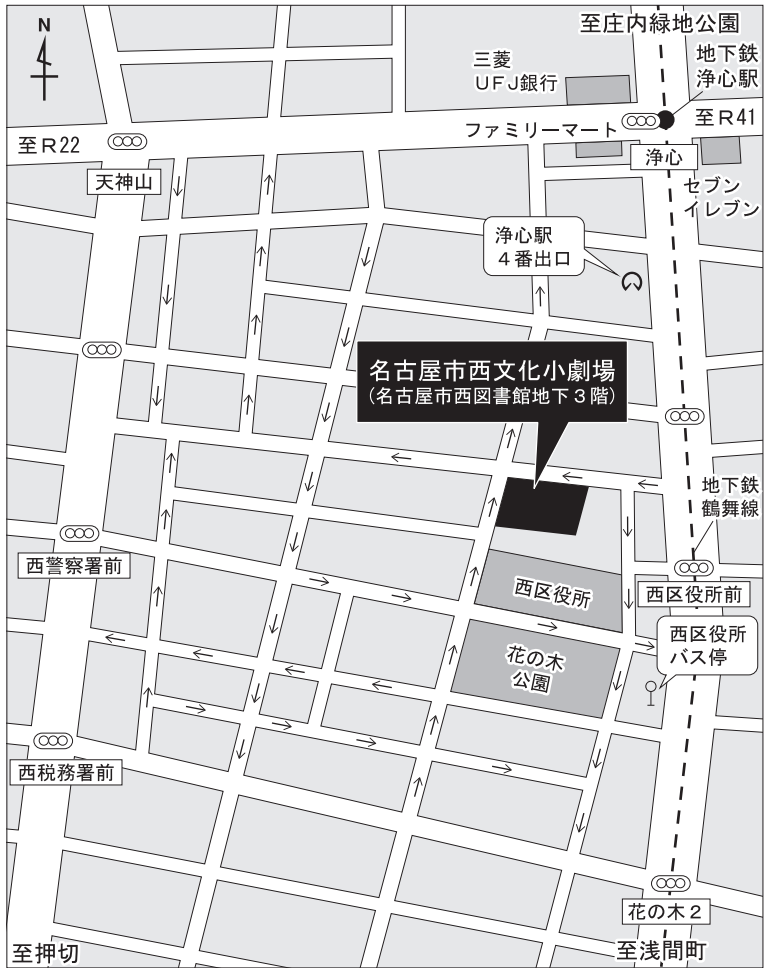 N
至庄内緑地公園
三菱
UFJ銀行
地下鉄
浄心駅
至R22
ファミリーマート
至R41
天神山
浄心
セブン
イレブン
浄心駅
4番出口
名古屋市西文化小劇場
(名古屋市西図書館地下3階)
地下鉄
鶴舞線
西警察署前
西区役所
西区役所前
西区役所
バス停
花の木
公園
西税務署前
花の木2
至押切
至浅間町